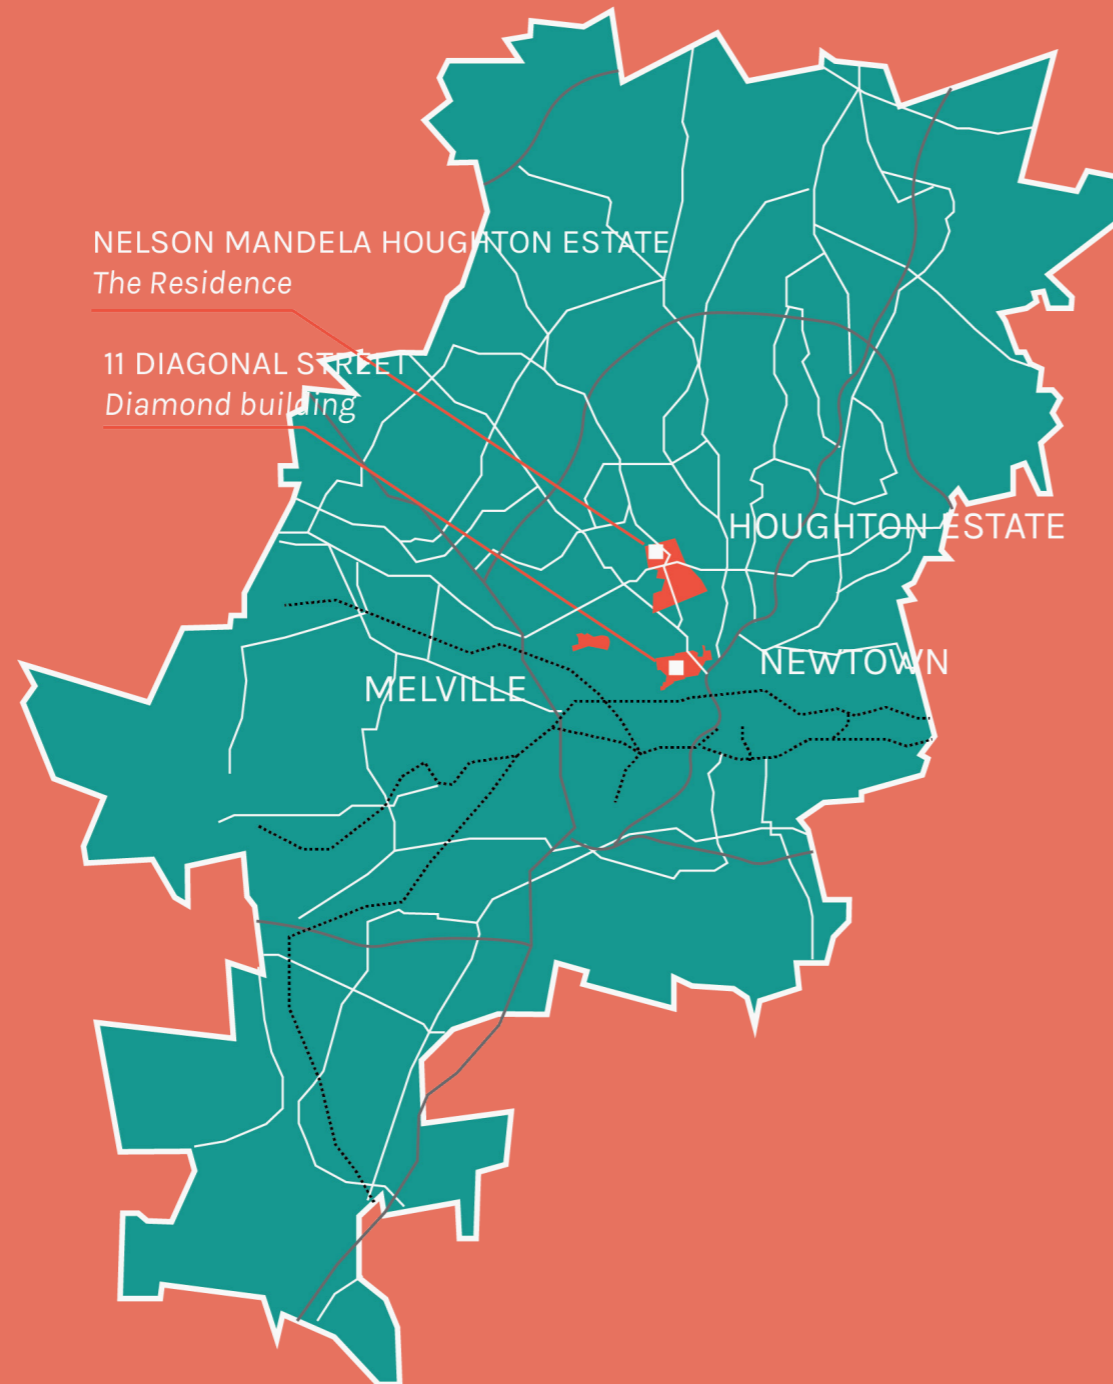 NELSON MANDELA HOUGHTON ESTATE
The Residence
11 DIAGONAL STREET
Diamond building
HOUGHTON ESTATE
NEWTOWN
MELVILLE